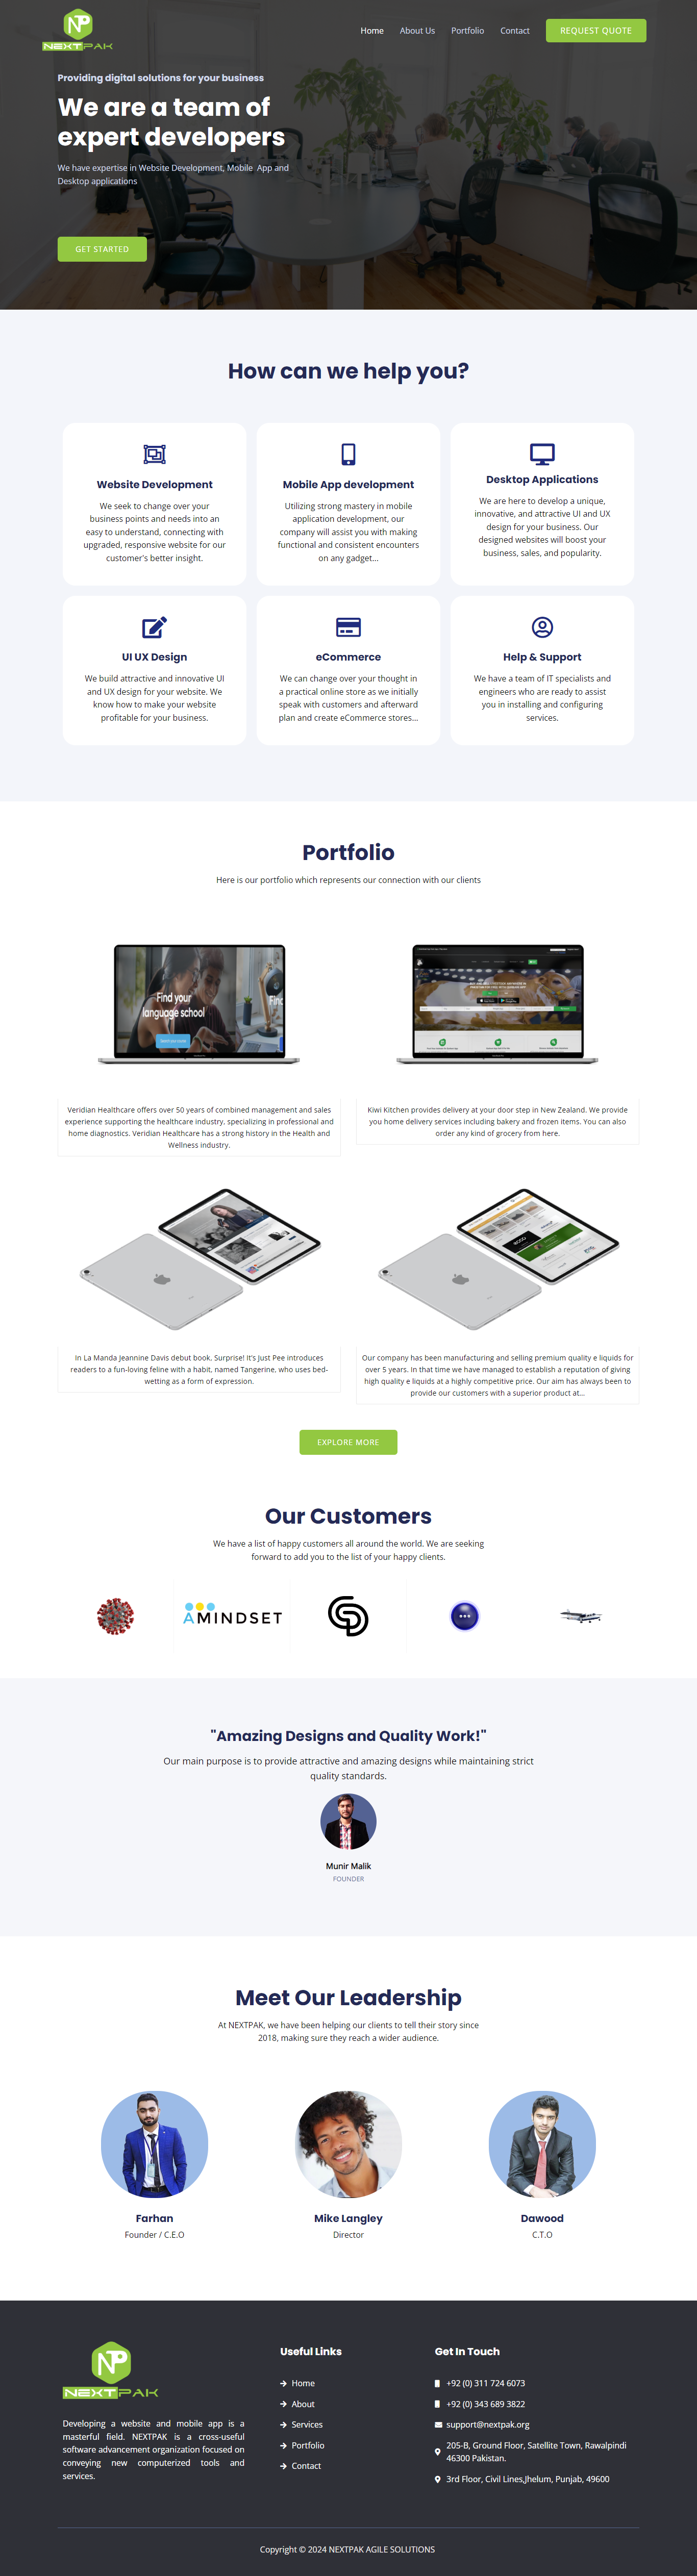 NEXTPAK
Home
About Us
Portfolio
Contact
REQUEST QUOTE
Providing digital solutions for your business
We are a team of
expert developers
We have expertise in Website Development, Mobile App and
Desktop applications
GET STARTED
How can we help you?
Website Development
We seek to change over your
business points and needs into an
easy to understand, connecting with
upgraded, responsive website for our
customer's better insight.
Mobile App development
Utilizing strong mastery in mobile
application development, our
company will assist you with making
functional and consistent encounters
on any gadget...
Desktop Applications
We are here to develop a unique,
innovative, and attractive UI and UX
design for your business. Our
designed websites will boost your
business, sales, and popularity.
UI UX Design
We build attractive and innovative UI
and UX design for your website. We
know how to make your website
profitable for your business.
eCommerce
We can change over your thought in
a practical online store as we initially
speak with customers and afterward
plan and create eCommerce stores...
Help & Support
We have a team of IT specialists and
engineers who are ready to assist
you in installing and configuring
services.
Portfolio
Here is our portfolio which represents our connection with our clients
Find your
language school
Veridian Healthcare offers over 50 years of combined management and sales
experience supporting the healthcare industry, specializing in professional and
home diagnostics. Veridian Healthcare has a strong history in the Health and
Wellness industry.
Kiwi Kitchen provides delivery at your door step in New Zealand. We provide
you home delivery services including bakery and frozen items. You can also
order any kind of grocery from here.
In La Manda Jeannine Davis debut book, Surprise! It's Just Pee introduces
readers to a fun-loving feline with a habit, named Tangerine, who uses bed-
wetting as a form of expression.
Our company has been manufacturing and selling premium quality e liquids for
over 5 years. In that time we have managed to establish a reputation of giving
high quality e liquids at a highly competitive price. Our aim has always been to
provide our customers with a superior product at...
EXPLORE MORE
Our Customers
We have a list of happy customers all around the world. We are seeking
forward to add you to the list of your happy clients.
AMINDSET
"Amazing Designs and Quality Work!"
Our main purpose is to provide attractive and amazing designs while maintaining strict
quality standards.
Munir Malik
FOUNDER
Meet Our Leadership
At NEXTPAK, we have been helping our clients to tell their story since
2018, making sure they reach a wider audience.
Farhan
Founder / C.E.O
Mike Langley
Director
Dawood
C.T.O
NEXTPAK
Developing a website and mobile app is a
masterful field. NEXTPAK is a cross-useful
software advancement organization focused on
conveying new computerized tools and
services.
Useful Links
Home
About
Services
Portfolio
Contact
Get In Touch
+92 (0) 311 724 6073
+92 (0) 343 689 3822
support@nextpak.org
205-B, Ground Floor, Satellite Town, Rawalpindi
46300 Pakistan.
3rd Floor, Civil Lines,Jhelum, Punjab, 49600
Copyright © 2024 NEXTPAK AGILE SOLUTIONS